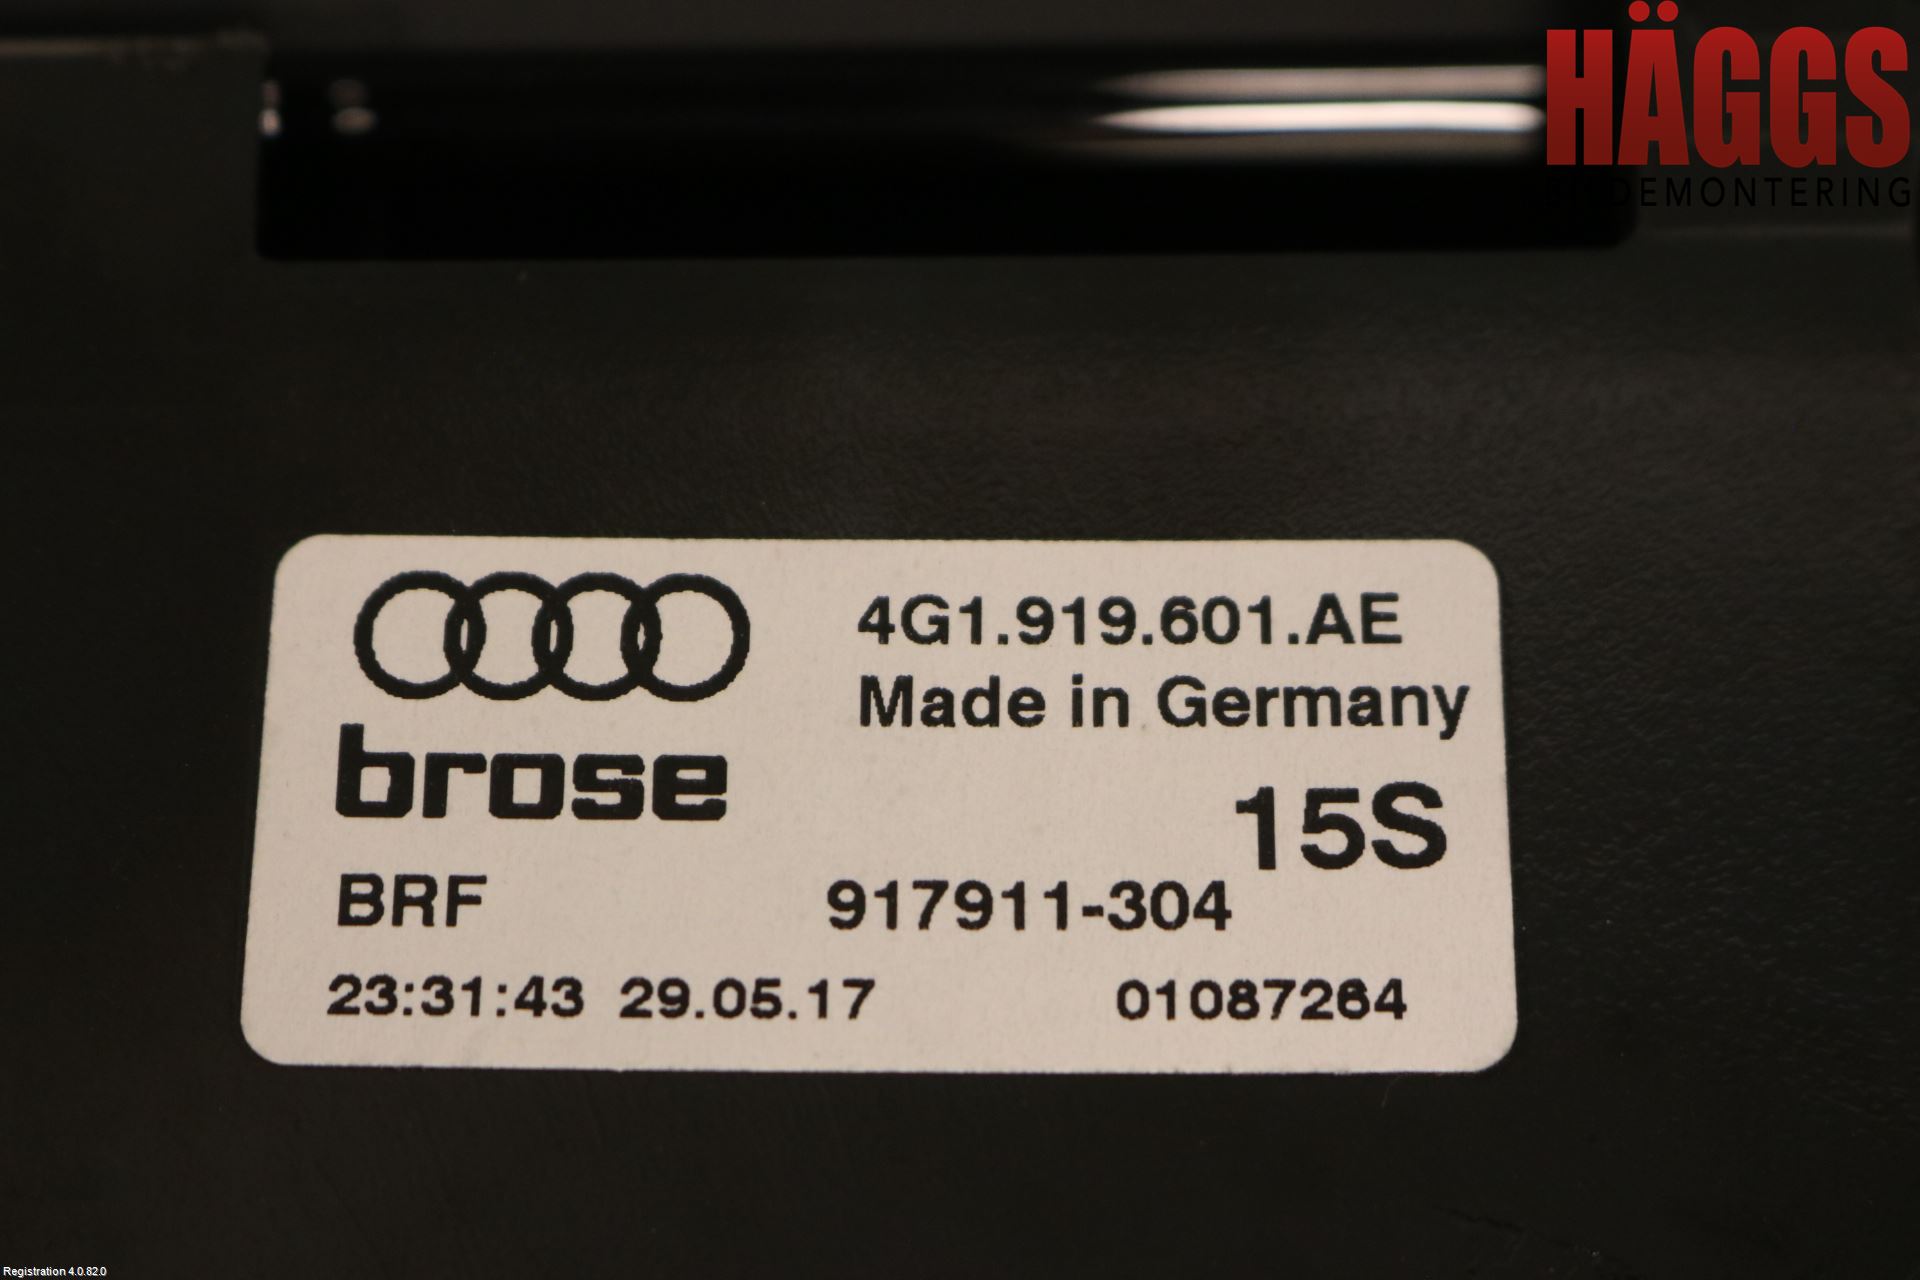 HÄGGS
BILDEMONTERING
4G1.919.601.AE
Made in Germany
brose
15S
BRF 917911-304
23:31:43 29.05.17 01087264
Registration 4.0.82.0